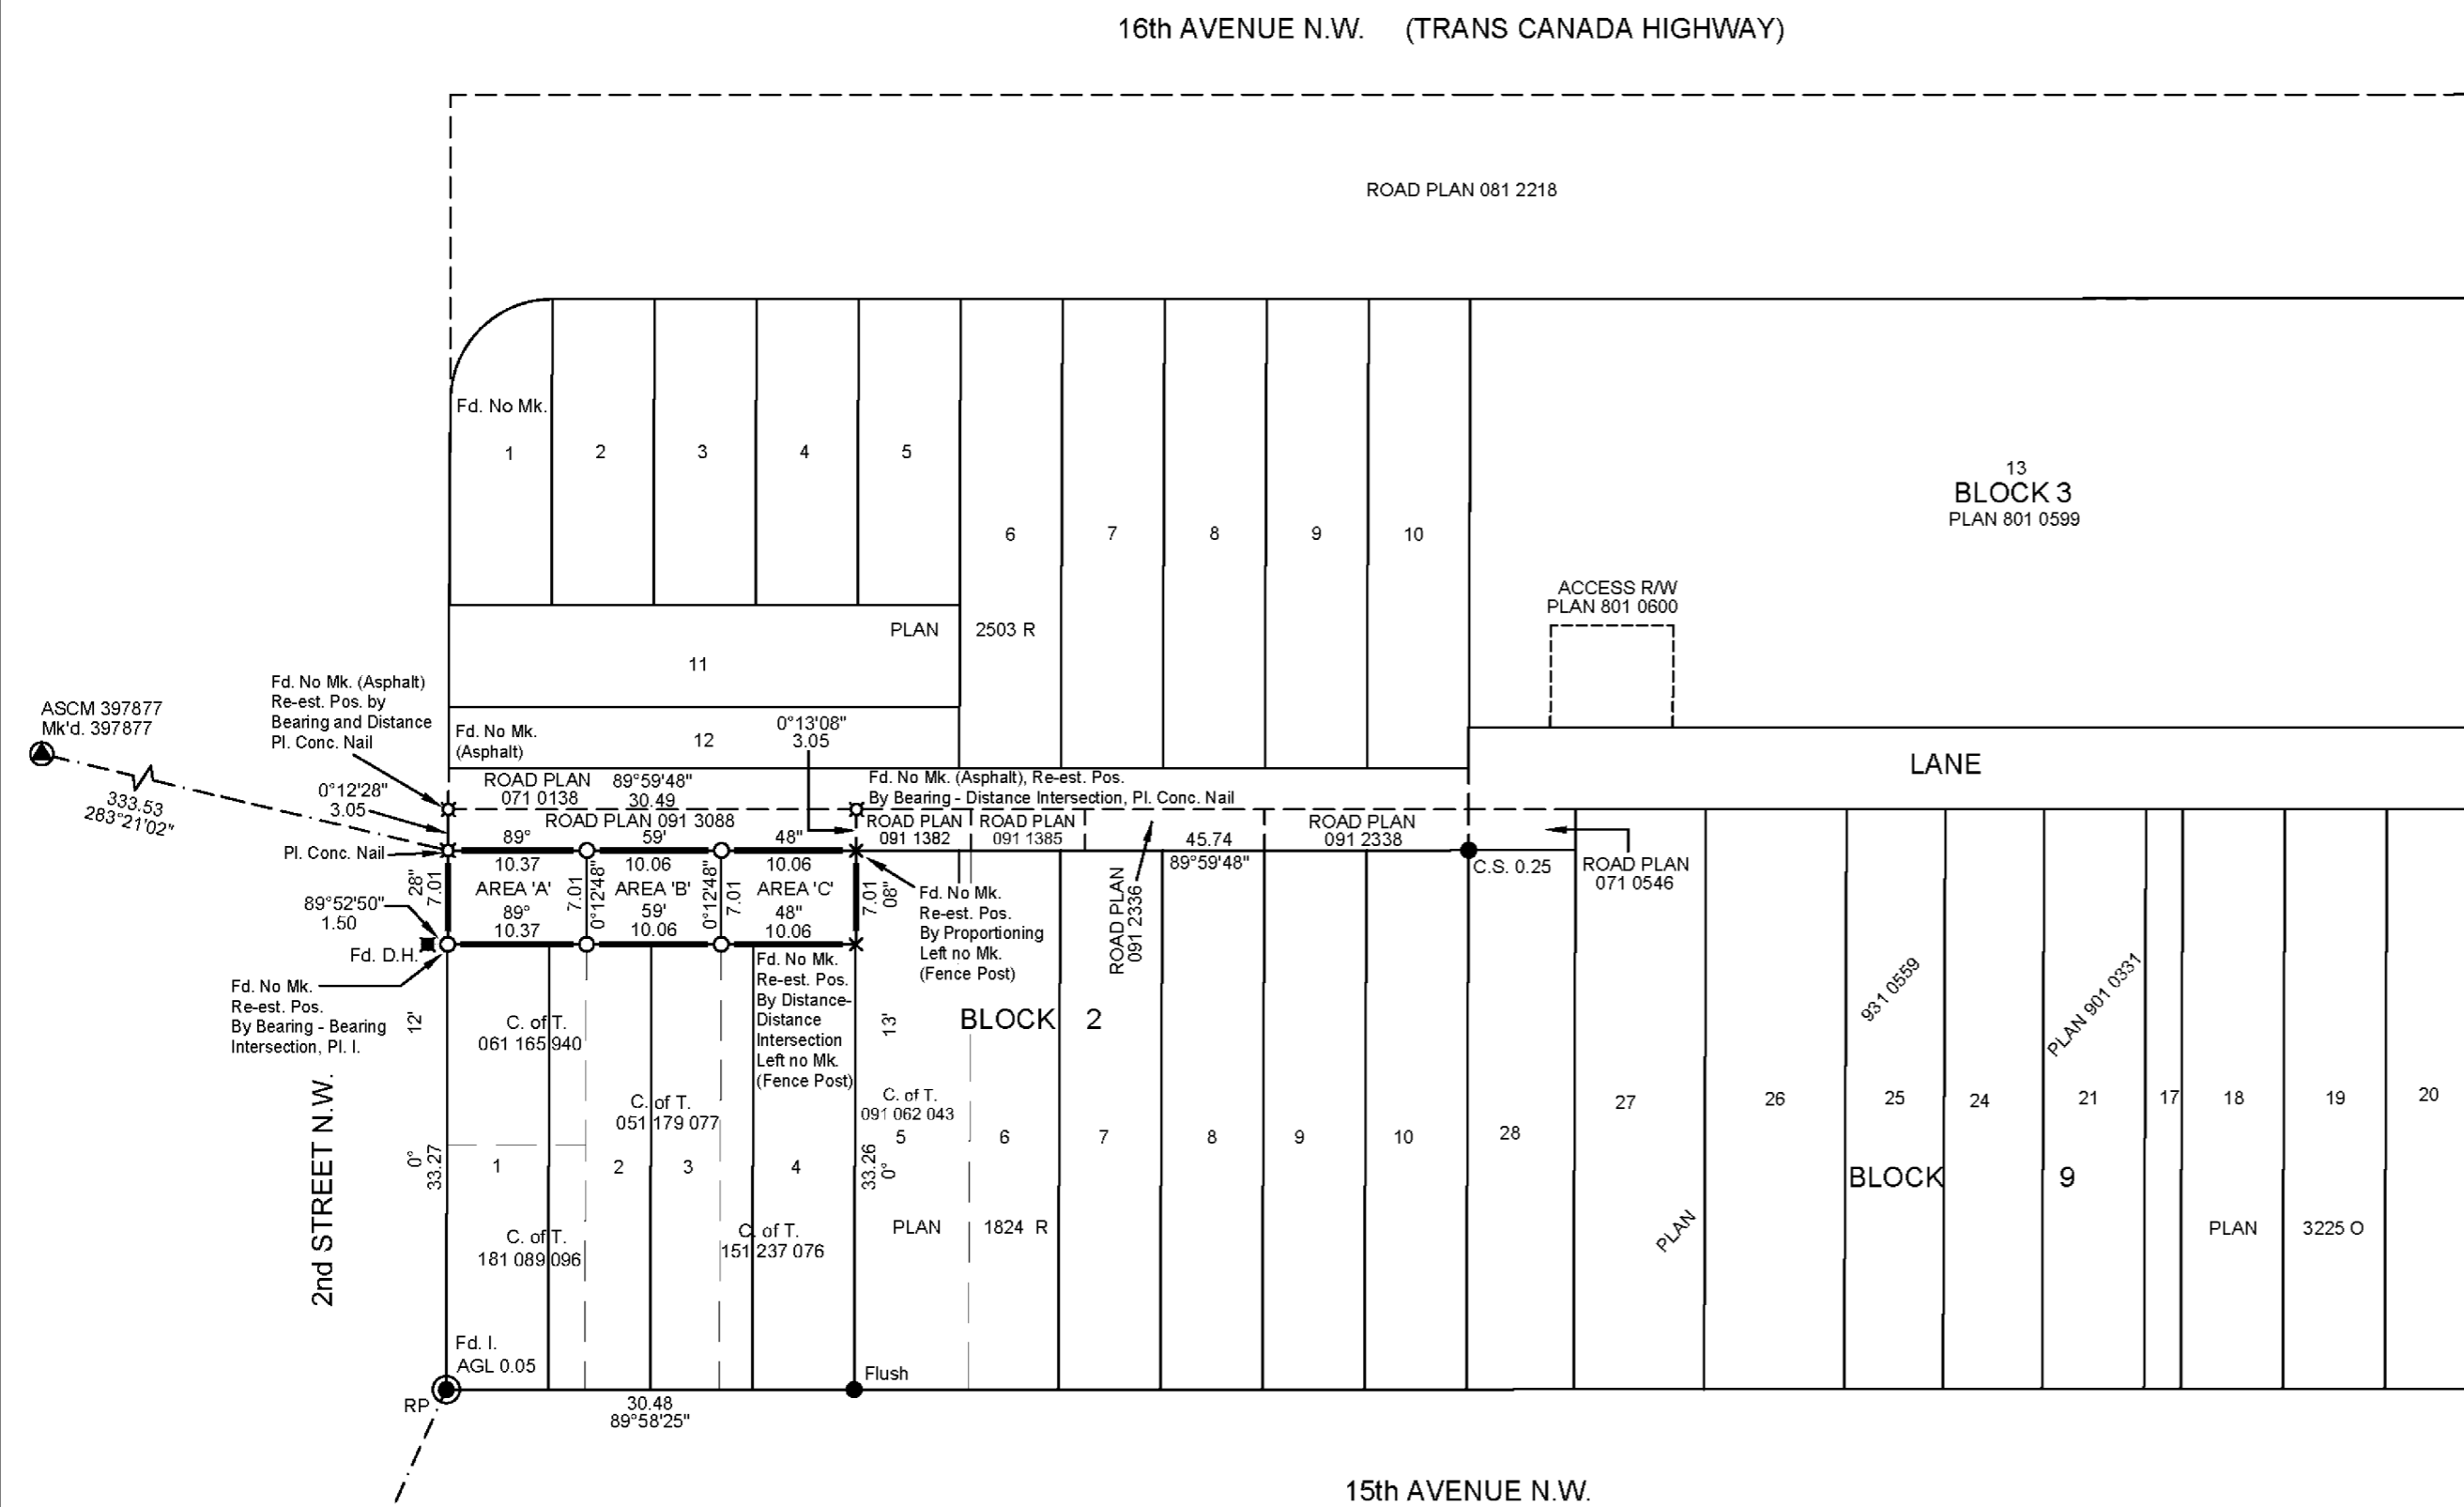 16th AVENUE N.W. (TRANS CANADA HIGHWAY)
ROAD PLAN 081 2218
Fd. No Mk.
1
2
3
4
5
6
7
8
9
10
13
BLOCK 3
PLAN 801 0599
ACCESS R/W
PLAN 801 0600
PLAN 2503 R
11
Fd. No Mk. (Asphalt)
Re-est. Pos. by
Bearing and Distance
Pl. Conc. Nail
ASCM 397877
Mk'd. 397877
333.53
283°21'02"
Fd. No Mk.
(Asphalt)
12
0°13'08"
3.05
LANE
ROAD PLAN
071 0138
89°59'48"
30.49
Fd. No Mk. (Asphalt), Re-est. Pos.
By Bearing - Distance Intersection, Pl. Conc. Nail
0°12'28"
3.05
ROAD PLAN 091 3088
ROAD PLAN
091 1382
ROAD PLAN
091 1385
45.74
89°59'48"
ROAD PLAN
091 2338
ROAD PLAN
091 2336
C.S. 0.25
ROAD PLAN
071 0546
Pl. Conc. Nail
89° 59' 48"
10.37 10.06 10.06
AREA 'A' AREA 'B' AREA 'C'
89° 59' 48"
10.37 10.06 10.06
28"
7.01
7.01
0°12'48"
0°12'48"
7.01
7.01
08"
89°52'50"
1.50
Fd. D.H.
Fd. No Mk.
Re-est. Pos.
By Proportioning
Left no Mk.
(Fence Post)
Fd. No Mk.
Re-est. Pos.
By Bearing - Bearing
Intersection, Pl. I.
Fd. No Mk.
Re-est. Pos.
By Distance-
Distance
Intersection
Left no Mk.
(Fence Post)
12'
13'
BLOCK 2
C. of T.
061 165 940
C. of T.
051 179 077
C. of T.
091 062 043
0°
33.27
33.26
0°
1
2
3
4
5
6
7
8
9
10
28
27
26
25
24
21
17
18
19
20
931 0559
PLAN 901 0331
BLOCK 9
PLAN
PLAN 3225 O
PLAN 1824 R
C. of T.
181 089 096
C. of T.
151 237 076
2nd STREET N.W.
Fd. I.
AGL 0.05
Flush
RP
30.48
89°58'25"
15th AVENUE N.W.